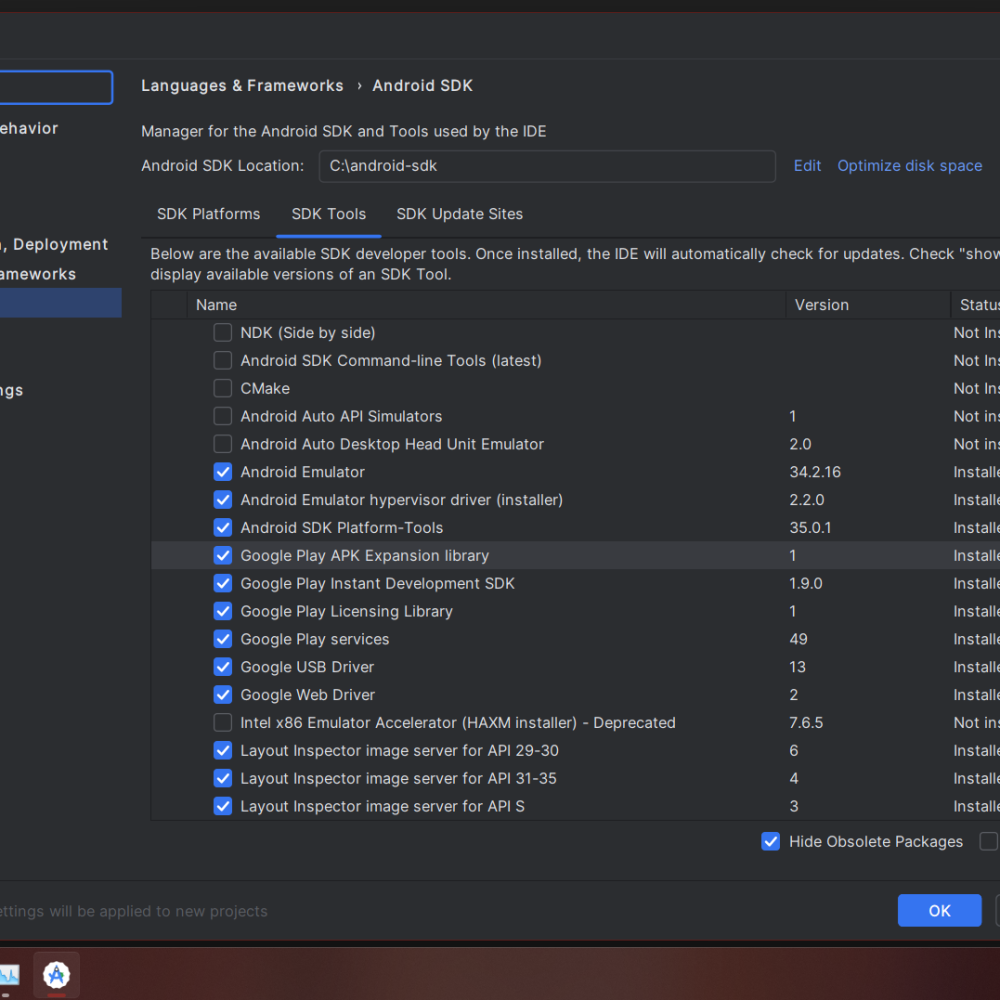 Languages & Frameworks › Android SDK
ehavior
Manager for the Android SDK and Tools used by the IDE
Android SDK Location: C:\android-sdk Edit Optimize disk space
SDK Platforms SDK Tools SDK Update Sites
, Deployment
Below are the available SDK developer tools. Once installed, the IDE will automatically check for updates. Check "show
ameworks
display available versions of an SDK Tool.
Name Version Status
NDK (Side by side) Not Ins
Android SDK Command-line Tools (latest) Not Ins
CMake Not Ins
ngs
Android Auto API Simulators 1 Not ins
Android Auto Desktop Head Unit Emulator 2.0 Not ins
Android Emulator 34.2.16 Installe
Android Emulator hypervisor driver (installer) 2.2.0 Installe
Android SDK Platform-Tools 35.0.1 Installe
Google Play APK Expansion library 1 Installe
Google Play Instant Development SDK 1.9.0 Installe
Google Play Licensing Library 1 Installe
Google Play services 49 Installe
Google USB Driver 13 Installe
Google Web Driver 2 Installe
Intel x86 Emulator Accelerator (HAXM installer) - Deprecated 7.6.5 Not ins
Layout Inspector image server for API 29-30 6 Installe
Layout Inspector image server for API 31-35 4 Installe
Layout Inspector image server for API S 3 Installe
Hide Obsolete Packages
ettings will be applied to new projects
OK